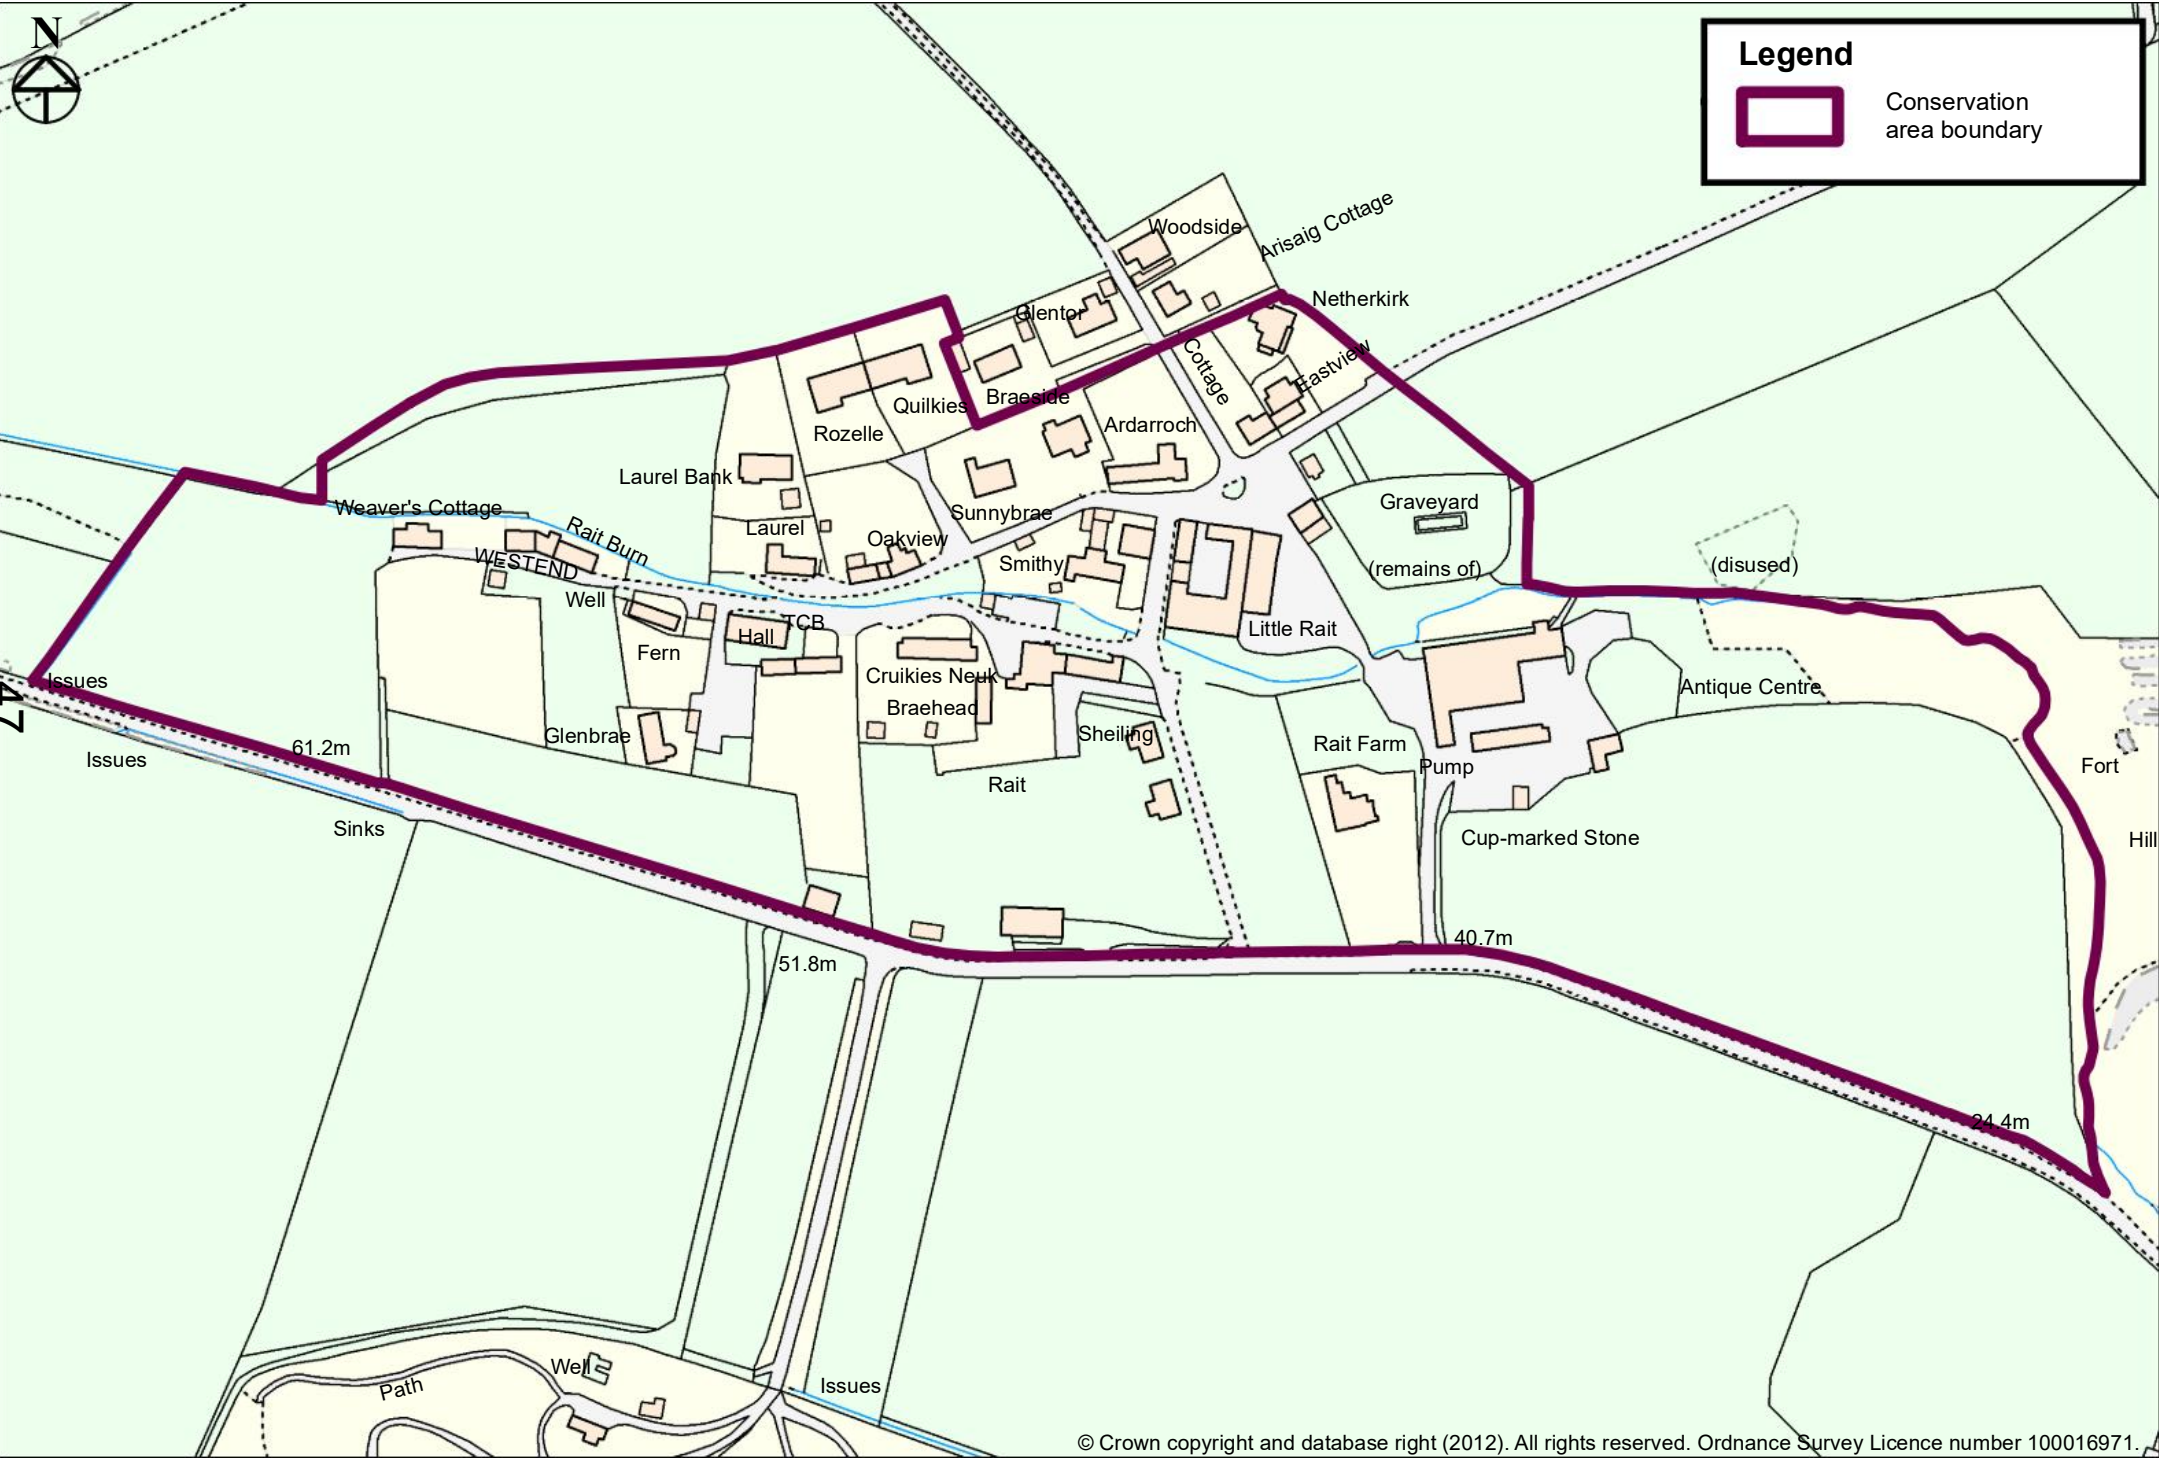 N
Legend
Conservation
area boundary
Woodside
Arisaig Cottage
Netherkirk
Glentor
Cottage
Eastview
Braeside
Quilkies
Ardarroch
Rozelle
Laurel Bank
Graveyard
Weaver's Cottage
Sunnybrae
Laurel
Rait Burn
Oakview
WESTEND
Smithy
(remains of)
(disused)
Well
TCB
Hall
Little Rait
Fern
Issues
Cruikies Neuk
Antique Centre
47
Braehead
Glenbrae
Sheiling
Rait Farm
61.2m
Issues
Pump
Fort
Rait
Sinks
Cup-marked Stone
Hill
40.7m
51.8m
24.4m
Well
Path
Issues
© Crown copyright and database right (2012). All rights reserved. Ordnance Survey Licence number 100016971.